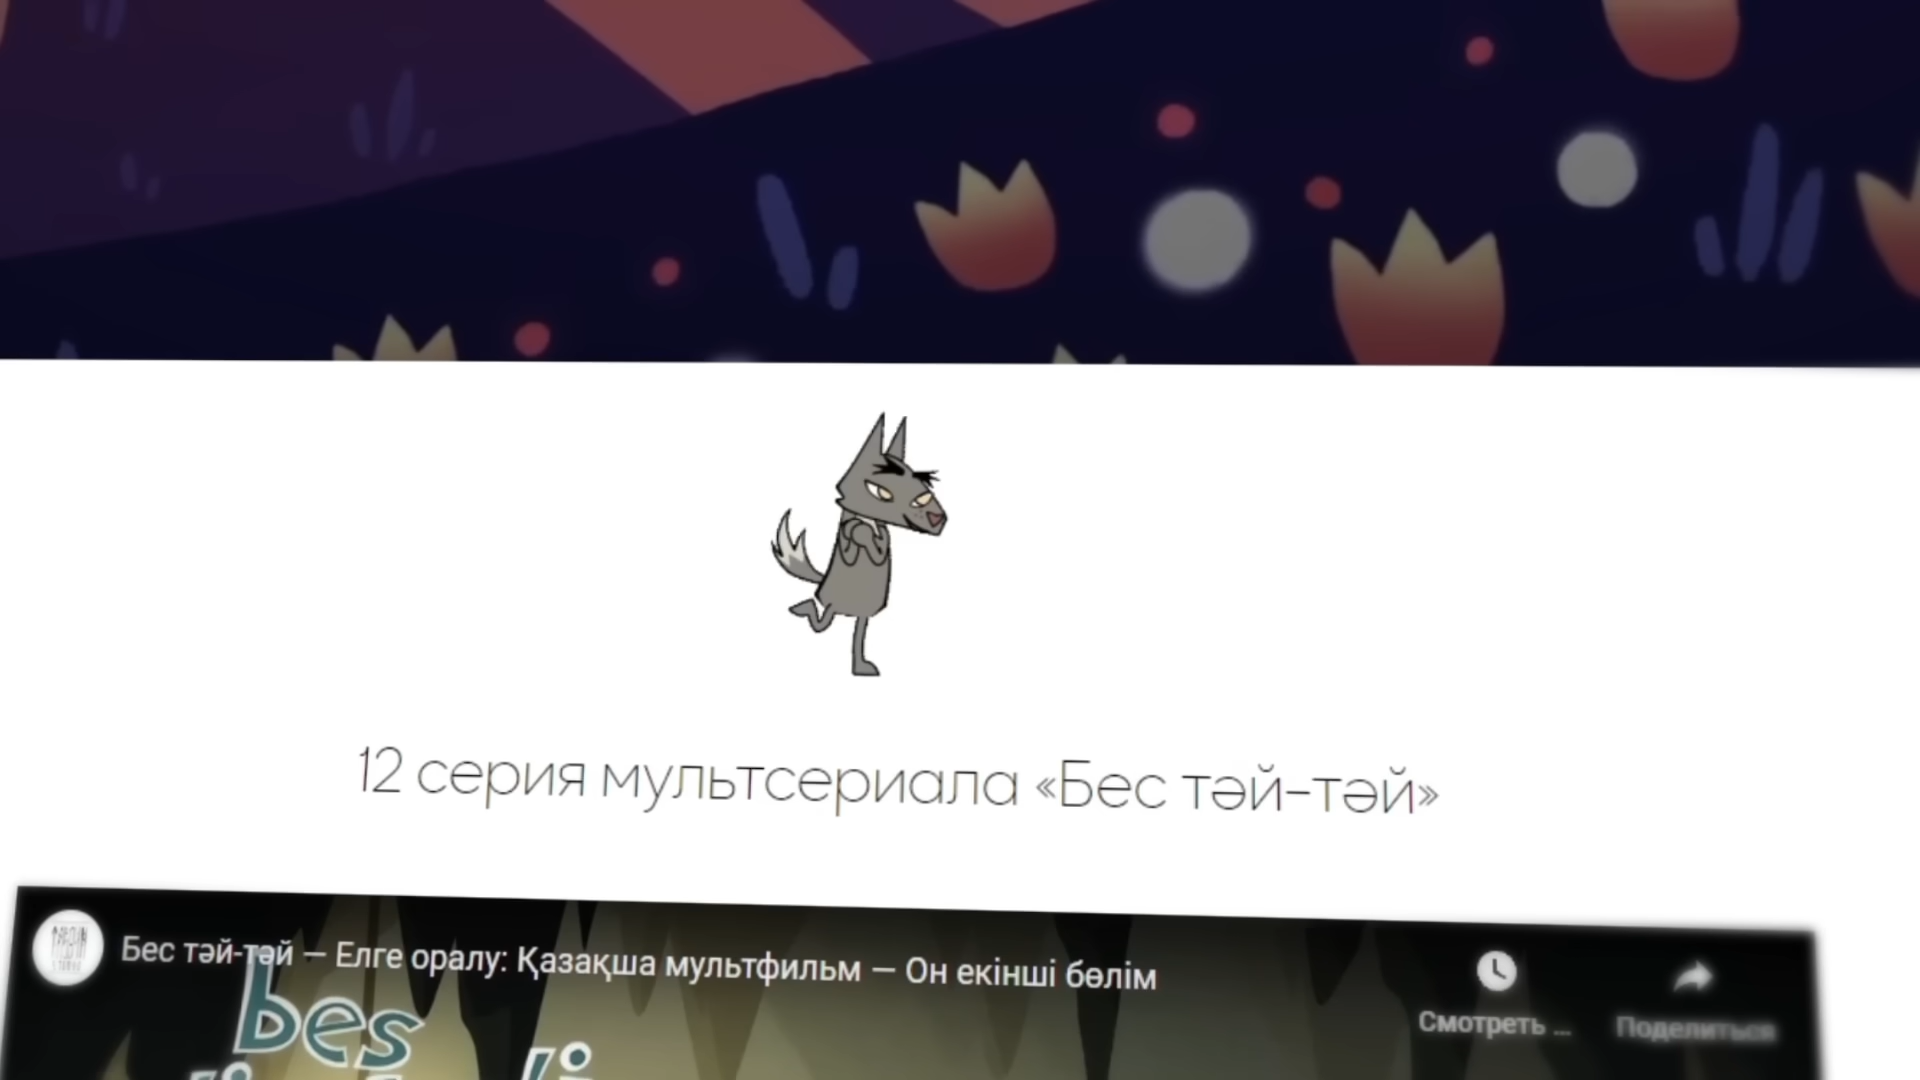 12 серия мультсериала «Бес тәй-тәй»
Бес тәй-тәй — Елге оралу: Қазақша мультфильм — Он екінші бөлім
Смотреть ...
Поделиться
bes